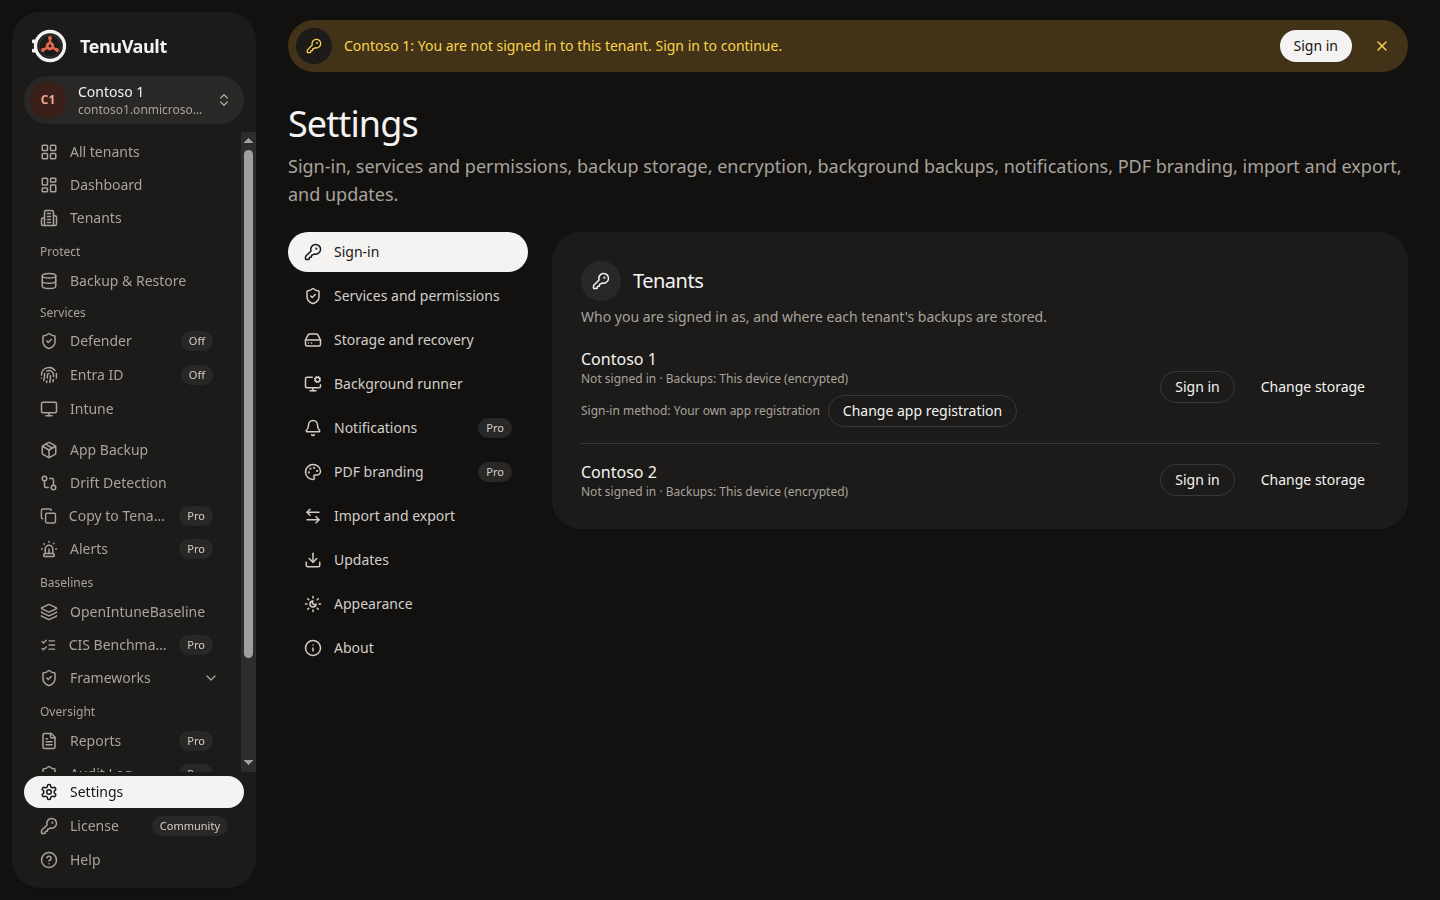 TenuVault
C1
Contoso 1
contoso1.onmicroso...
All tenants
Dashboard
Tenants
Protect
Backup & Restore
Services
Defender Off
Entra ID Off
Intune
App Backup
Drift Detection
Copy to Tena... Pro
Alerts Pro
Baselines
OpenIntuneBaseline
CIS Benchma... Pro
Frameworks
Oversight
Reports Pro
Audit Log Pro
Settings
License Community
Help
Contoso 1: You are not signed in to this tenant. Sign in to continue.
Sign in
Settings
Sign-in, services and permissions, backup storage, encryption, background backups, notifications, PDF branding, import and export,
and updates.
Sign-in
Services and permissions
Storage and recovery
Background runner
Notifications Pro
PDF branding Pro
Import and export
Updates
Appearance
About
Tenants
Who you are signed in as, and where each tenant's backups are stored.
Contoso 1
Not signed in · Backups: This device (encrypted)
Sign-in method: Your own app registration Change app registration
Sign in Change storage
Contoso 2
Not signed in · Backups: This device (encrypted)
Sign in Change storage